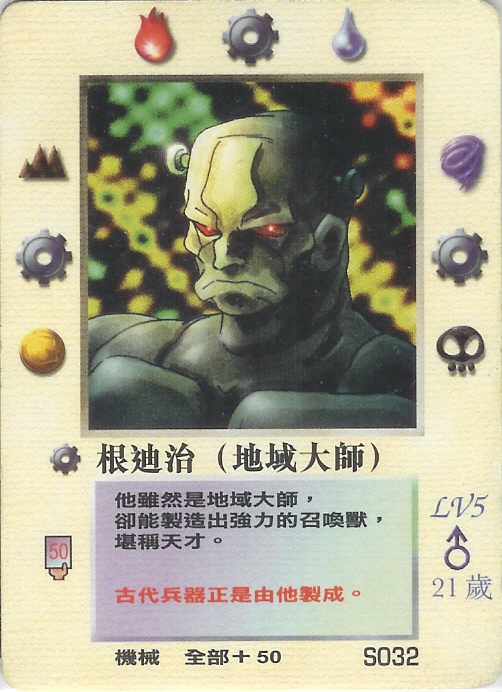 根迪治（地域大師）
他雖然是地域大師，
卻能製造出強力的召喚獸，
堪稱天才。
古代兵器正是由他製成。
LV5
21歲
50
機械　全部＋50　S032